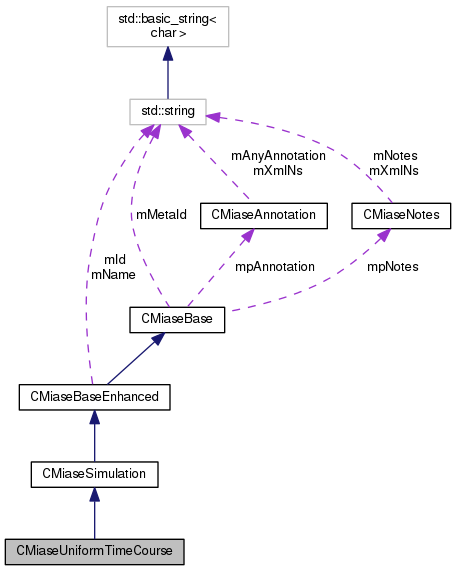 std::basic_string<
char >
std::string
mAnyAnnotation
mXmlNs
mNotes
mXmlNs
mMetaId
CMiaseAnnotation
CMiaseNotes
mId
mName
mpAnnotation
mpNotes
CMiaseBase
CMiaseBaseEnhanced
CMiaseSimulation
CMiaseUniformTimeCourse